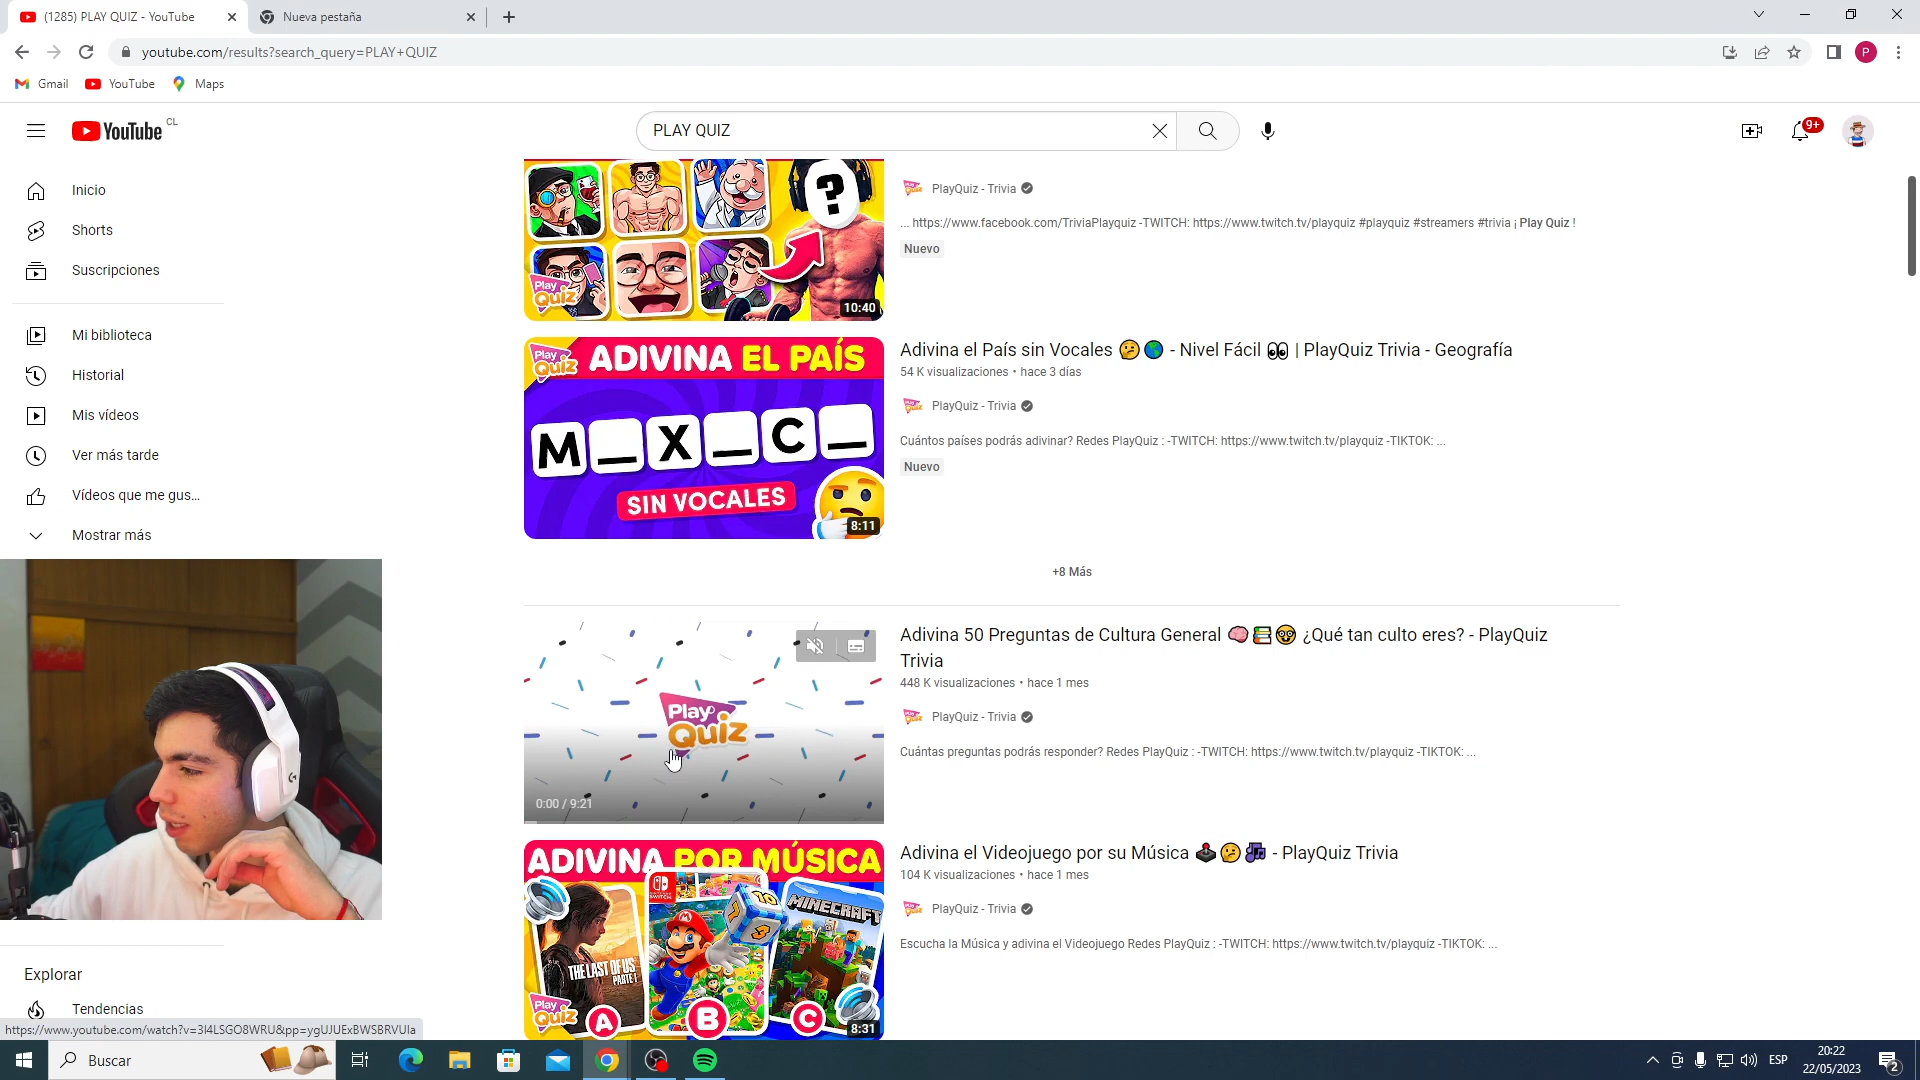 (1285) PLAY QUIZ - YouTube
Nueva pestaña
youtube.com/results?search_query=PLAY+QUIZ
P
Gmail
YouTube
Maps
YouTube CL
PLAY QUIZ
9+
Inicio
Shorts
Suscripciones
Mi biblioteca
Historial
Mis vídeos
Ver más tarde
Vídeos que me gus...
Mostrar más
Explorar
Tendencias
?
Play Quiz
10:40
PlayQuiz - Trivia
... https://www.facebook.com/TriviaPlayquiz -TWITCH: https://www.twitch.tv/playquiz #playquiz #streamers #trivia ¡ Play Quiz !
Nuevo
Play Quiz
ADIVINA EL PAÍS
M_X_C_
SIN VOCALES
8:11
Adivina el País sin Vocales 🤔🌎 - Nivel Fácil 👀 | PlayQuiz Trivia - Geografía
54 K visualizaciones • hace 3 días
PlayQuiz - Trivia
Cuántos países podrás adivinar? Redes PlayQuiz : -TWITCH: https://www.twitch.tv/playquiz -TIKTOK: ...
Nuevo
+8 Más
Play Quiz
0:00 / 9:21
Adivina 50 Preguntas de Cultura General 🧠📚🤓 ¿Qué tan culto eres? - PlayQuiz
Trivia
448 K visualizaciones • hace 1 mes
PlayQuiz - Trivia
Cuántas preguntas podrás responder? Redes PlayQuiz : -TWITCH: https://www.twitch.tv/playquiz -TIKTOK: ...
ADIVINA POR MÚSICA
THE LAST OF US
PARTE I
SWITCH
10
3
MINECRAFT
Play Quiz
A
B
C
8:31
Adivina el Videojuego por su Música 🕹️🤔🎶 - PlayQuiz Trivia
104 K visualizaciones • hace 1 mes
PlayQuiz - Trivia
Escucha la Música y adivina el Videojuego Redes PlayQuiz : -TWITCH: https://www.twitch.tv/playquiz -TIKTOK: ...
https://www.youtube.com/watch?v=3I4LSGO8WRU&pp=ygUJUExBWSBRVUla
Buscar
ESP
20:22
22/05/2023
2